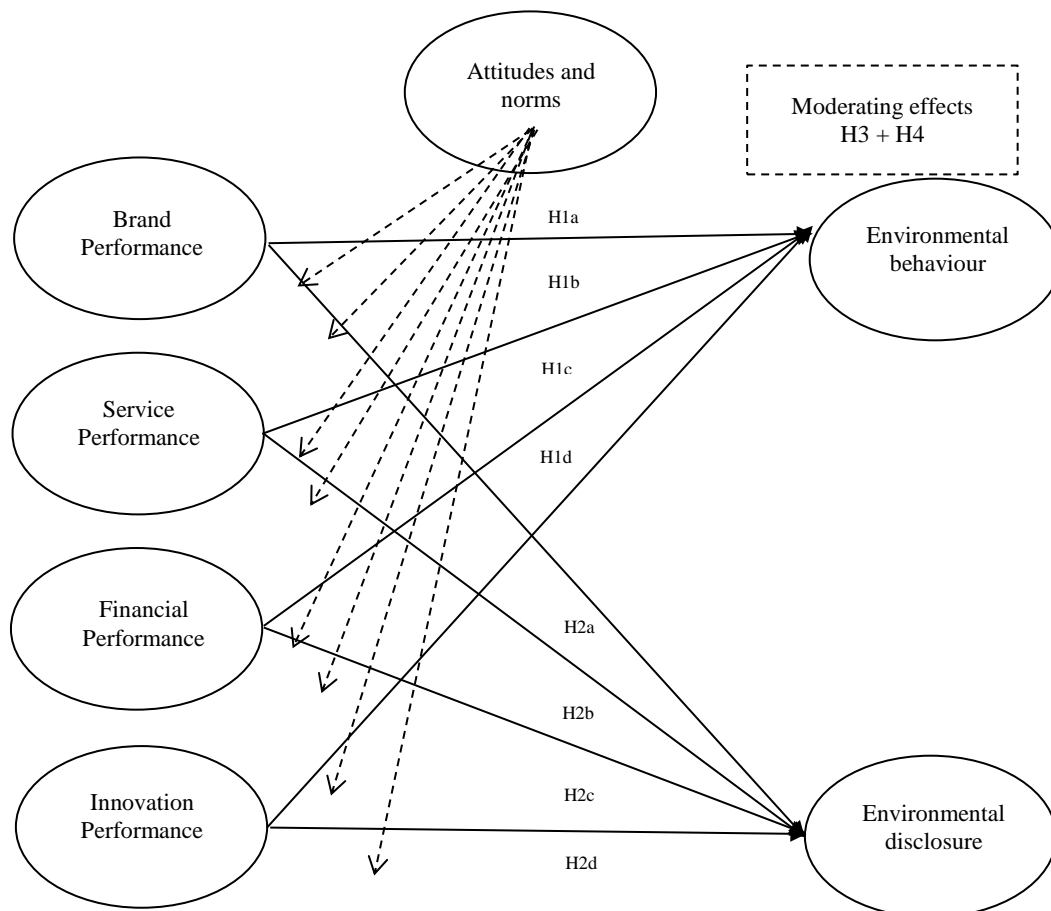 Attitudes and
norms
Moderating effects
H3 + H4
Brand
Performance
H1a
Environmental
behaviour
H1b
H1c
Service
Performance
H1d
Financial
Performance
H2a
H2b
Innovation
Performance
H2c
Environmental
disclosure
H2d